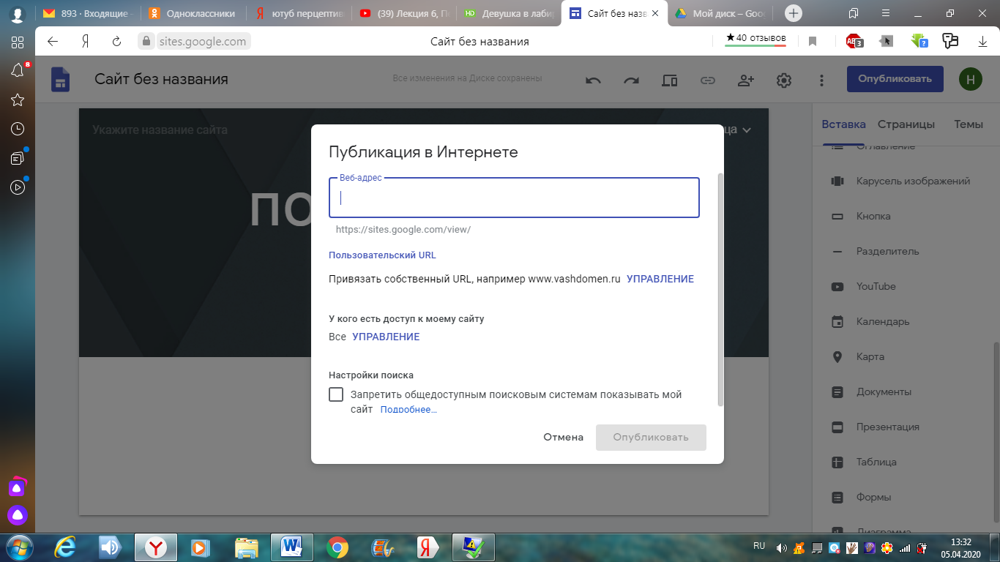 893 · Входящие –
Одноклассники
ютуб перцептив
(39) Лекция 6, П
HD Девушка в лаби
Сайт без назв
Мой диск – Goo
sites.google.com
Сайт без названия
★40 отзывов
3
?
8
Сайт без названия
Все изменения на Диске сохранены
Опубликовать
Н
Укажите название сайта
ца
ПО
Вставка Страницы Темы
Оглавление
Карусель изображений
Кнопка
Разделитель
YouTube
Календарь
Карта
Документы
Презентация
Таблица
Формы
Диаграмма
Публикация в Интернете
Веб-адрес
https://sites.google.com/view/
Пользовательский URL
Привязать собственный URL, например www.vashdomen.ru УПРАВЛЕНИЕ
У кого есть доступ к моему сайту
Все УПРАВЛЕНИЕ
Настройки поиска
Запретить общедоступным поисковым системам показывать мой
сайт Подробнее…
Отмена Опубликовать
RU
13:32
05.04.2020